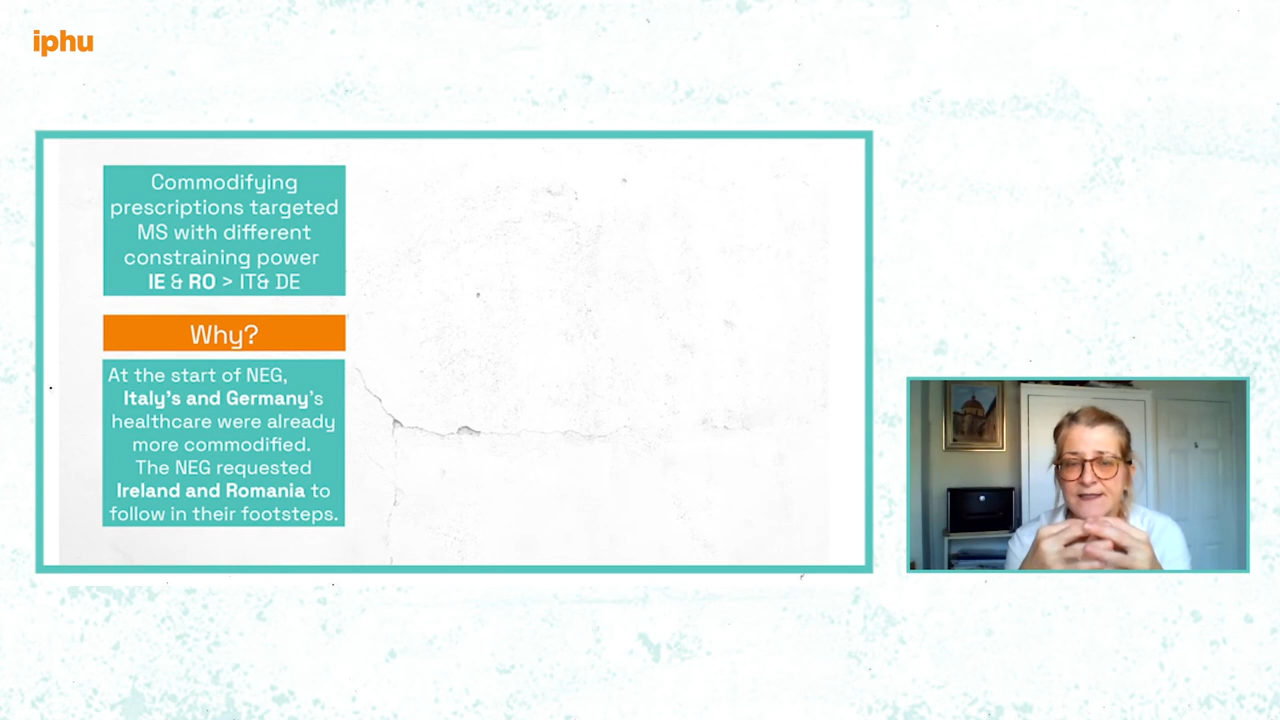 iphu
Commodifying
prescriptions targeted
MS with different
constraining power
IE & RO > IT& DE
Why?
At the start of NEG,
Italy's and Germany's
healthcare were already
more commodified.
The NEG requested
Ireland and Romania to
follow in their footsteps.